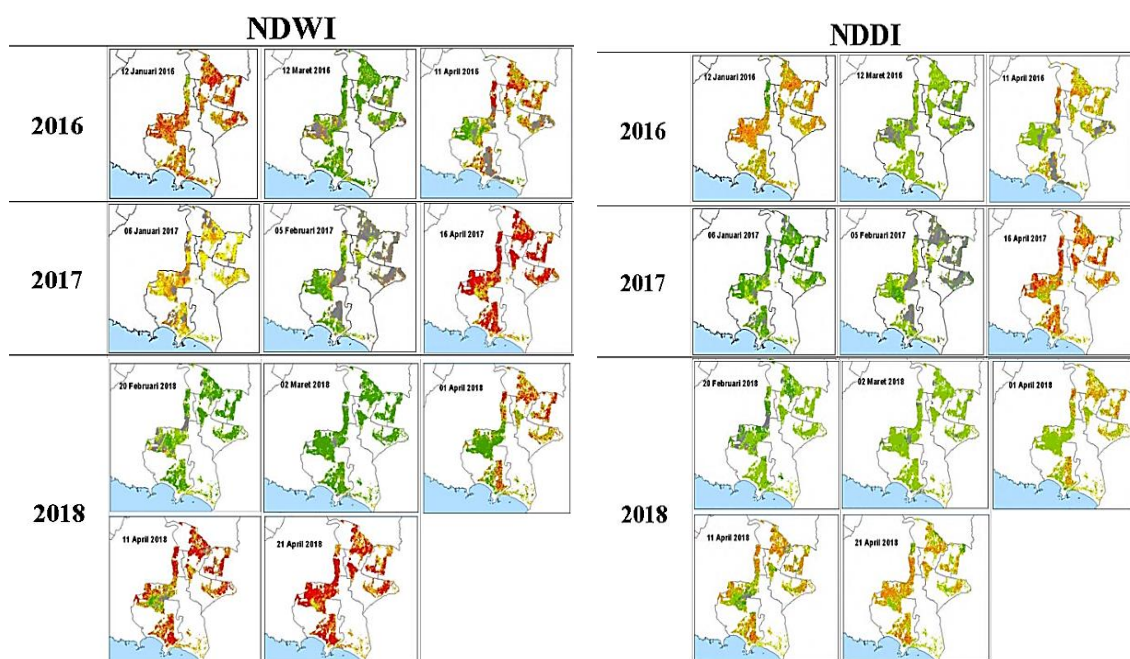 NDWI
2016
12 Januari 2016
12 Maret 2016
11 April 2016
2017
06 Januari 2017
05 Februari 2017
16 April 2017
2018
20 Februari 2018
02 Maret 2018
01 April 2018
11 April 2018
21 April 2018
NDDI
2016
12 Januari 2016
12 Maret 2016
11 April 2016
2017
06 Januari 2017
05 Februari 2017
16 April 2017
2018
20 Februari 2018
02 Maret 2018
01 April 2018
11 April 2018
21 April 2018